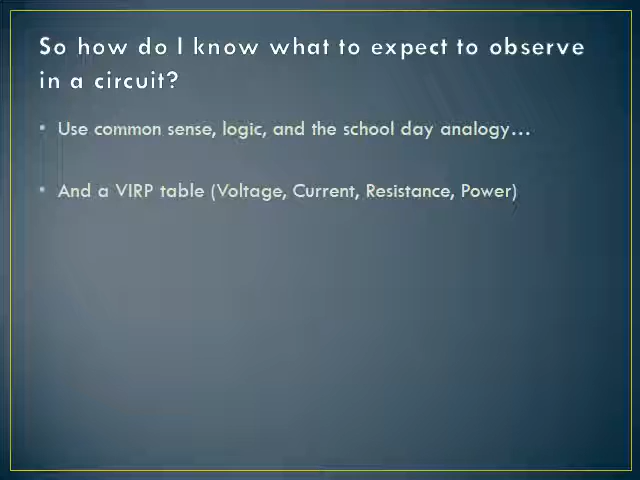 So how do I know what to expect to observe
in a circuit?
• Use common sense, logic, and the school day analogy…
• And a VIRP table (Voltage, Current, Resistance, Power)